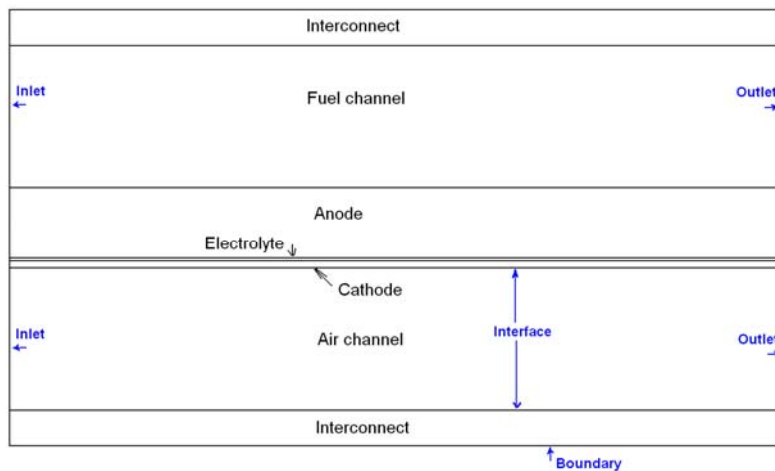 Interconnect
Inlet
Fuel channel
Outlet
Anode
Electrolyte
Cathode
Inlet
Air channel
Interface
Outlet
Interconnect
Boundary